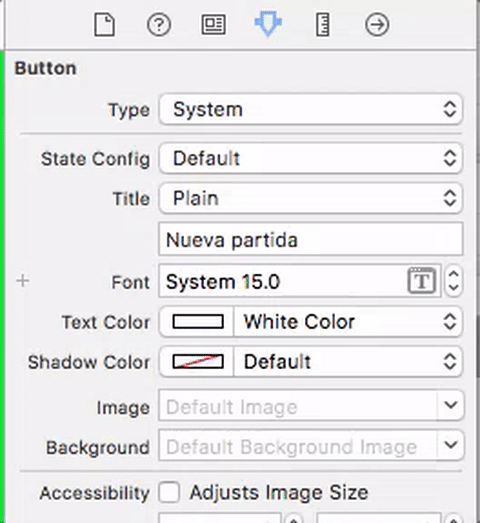 Button
Type System
State Config Default
Title Plain
Nueva partida
+ Font System 15.0 T
Text Color White Color
Shadow Color Default
Image Default Image
Background Default Background Image
Accessibility Adjusts Image Size